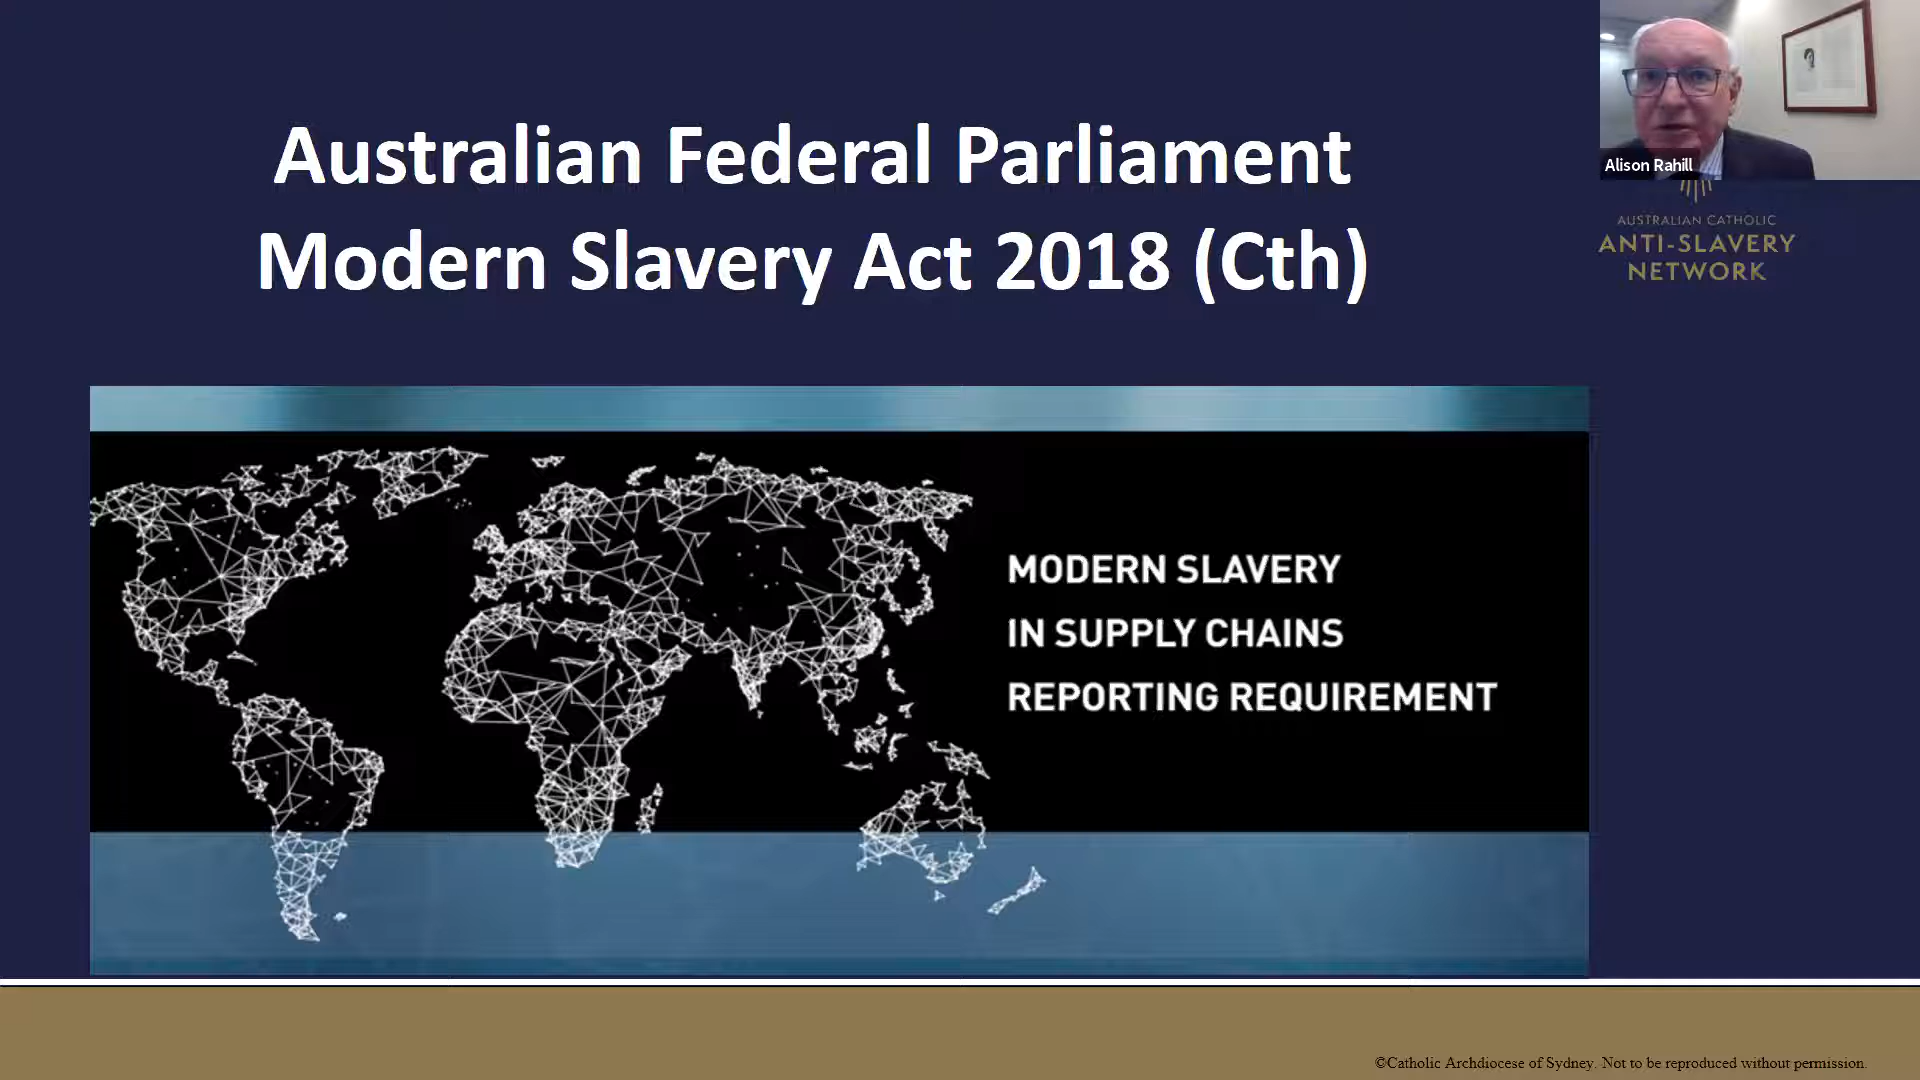 Australian Federal Parliament
Modern Slavery Act 2018 (Cth)
Alison Rahill
AUSTRALIAN CATHOLIC
ANTI-SLAVERY
NETWORK
MODERN SLAVERY
IN SUPPLY CHAINS
REPORTING REQUIREMENT
©Catholic Archdiocese of Sydney. Not to be reproduced without permission.